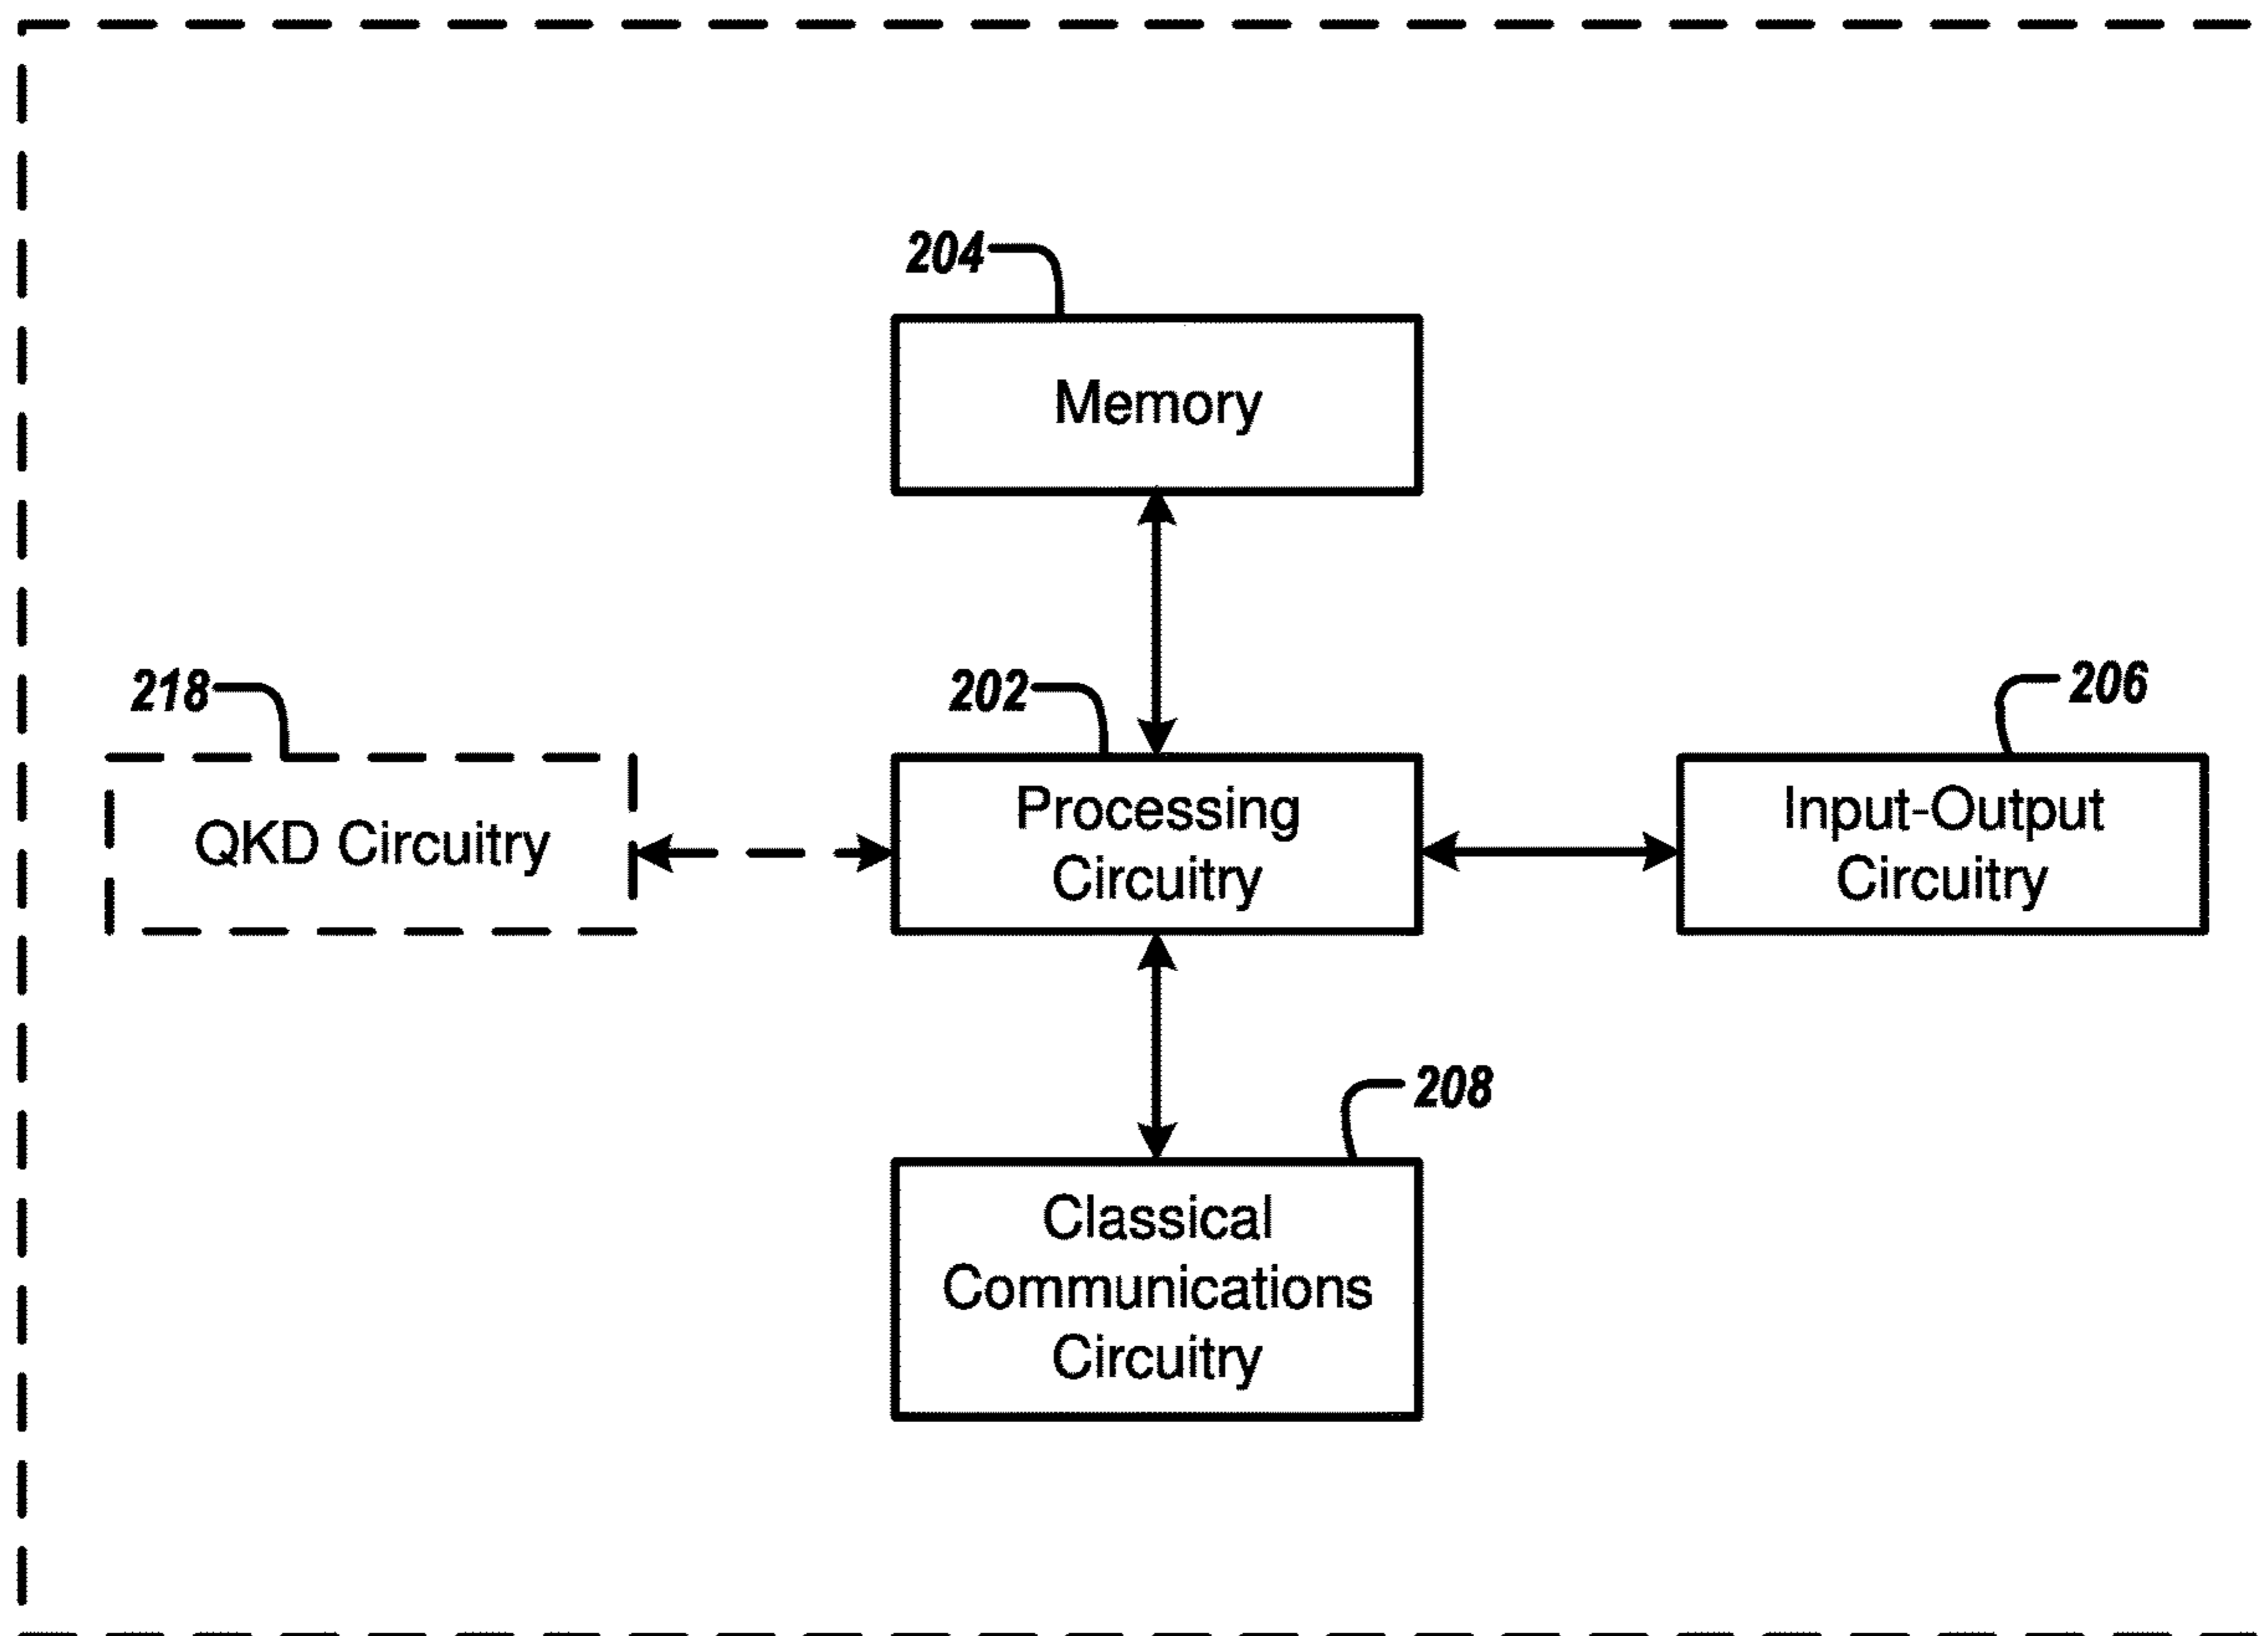 204
Memory
218
202
206
QKD Circuitry
Processing
Circuitry
Input-Output
Circuitry
208
Classical
Communications
Circuitry